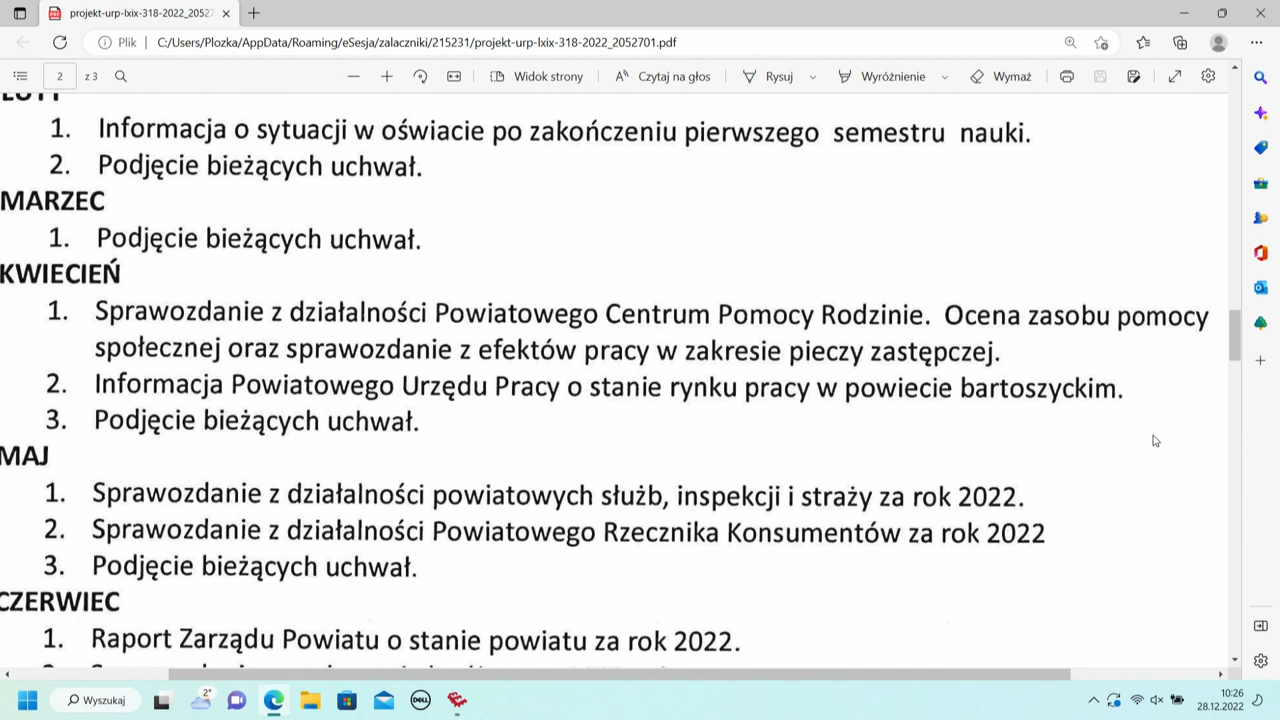 projekt-urp-lxix-318-2022_20527
Plik
C:/Users/Plozka/AppData/Roaming/eSesja/zalaczniki/215231/projekt-urp-lxix-318-2022_2052701.pdf
2 z 3 Widok strony Czytaj na głos Rysuj Wyróżnienie Wymaż
LUTY
1. Informacja o sytuacji w oświacie po zakończeniu pierwszego semestru nauki.
2. Podjęcie bieżących uchwał.
MARZEC
1. Podjęcie bieżących uchwał.
KWIECIEŃ
1. Sprawozdanie z działalności Powiatowego Centrum Pomocy Rodzinie. Ocena zasobu pomocy
społecznej oraz sprawozdanie z efektów pracy w zakresie pieczy zastępczej.
2. Informacja Powiatowego Urzędu Pracy o stanie rynku pracy w powiecie bartoszyckim.
3. Podjęcie bieżących uchwał.
MAJ
1. Sprawozdanie z działalności powiatowych służb, inspekcji i straży za rok 2022.
2. Sprawozdanie z działalności Powiatowego Rzecznika Konsumentów za rok 2022
3. Podjęcie bieżących uchwał.
CZERWIEC
1. Raport Zarządu Powiatu o stanie powiatu za rok 2022.
Wyszukaj
2°
DELL
10:26
28.12.2022